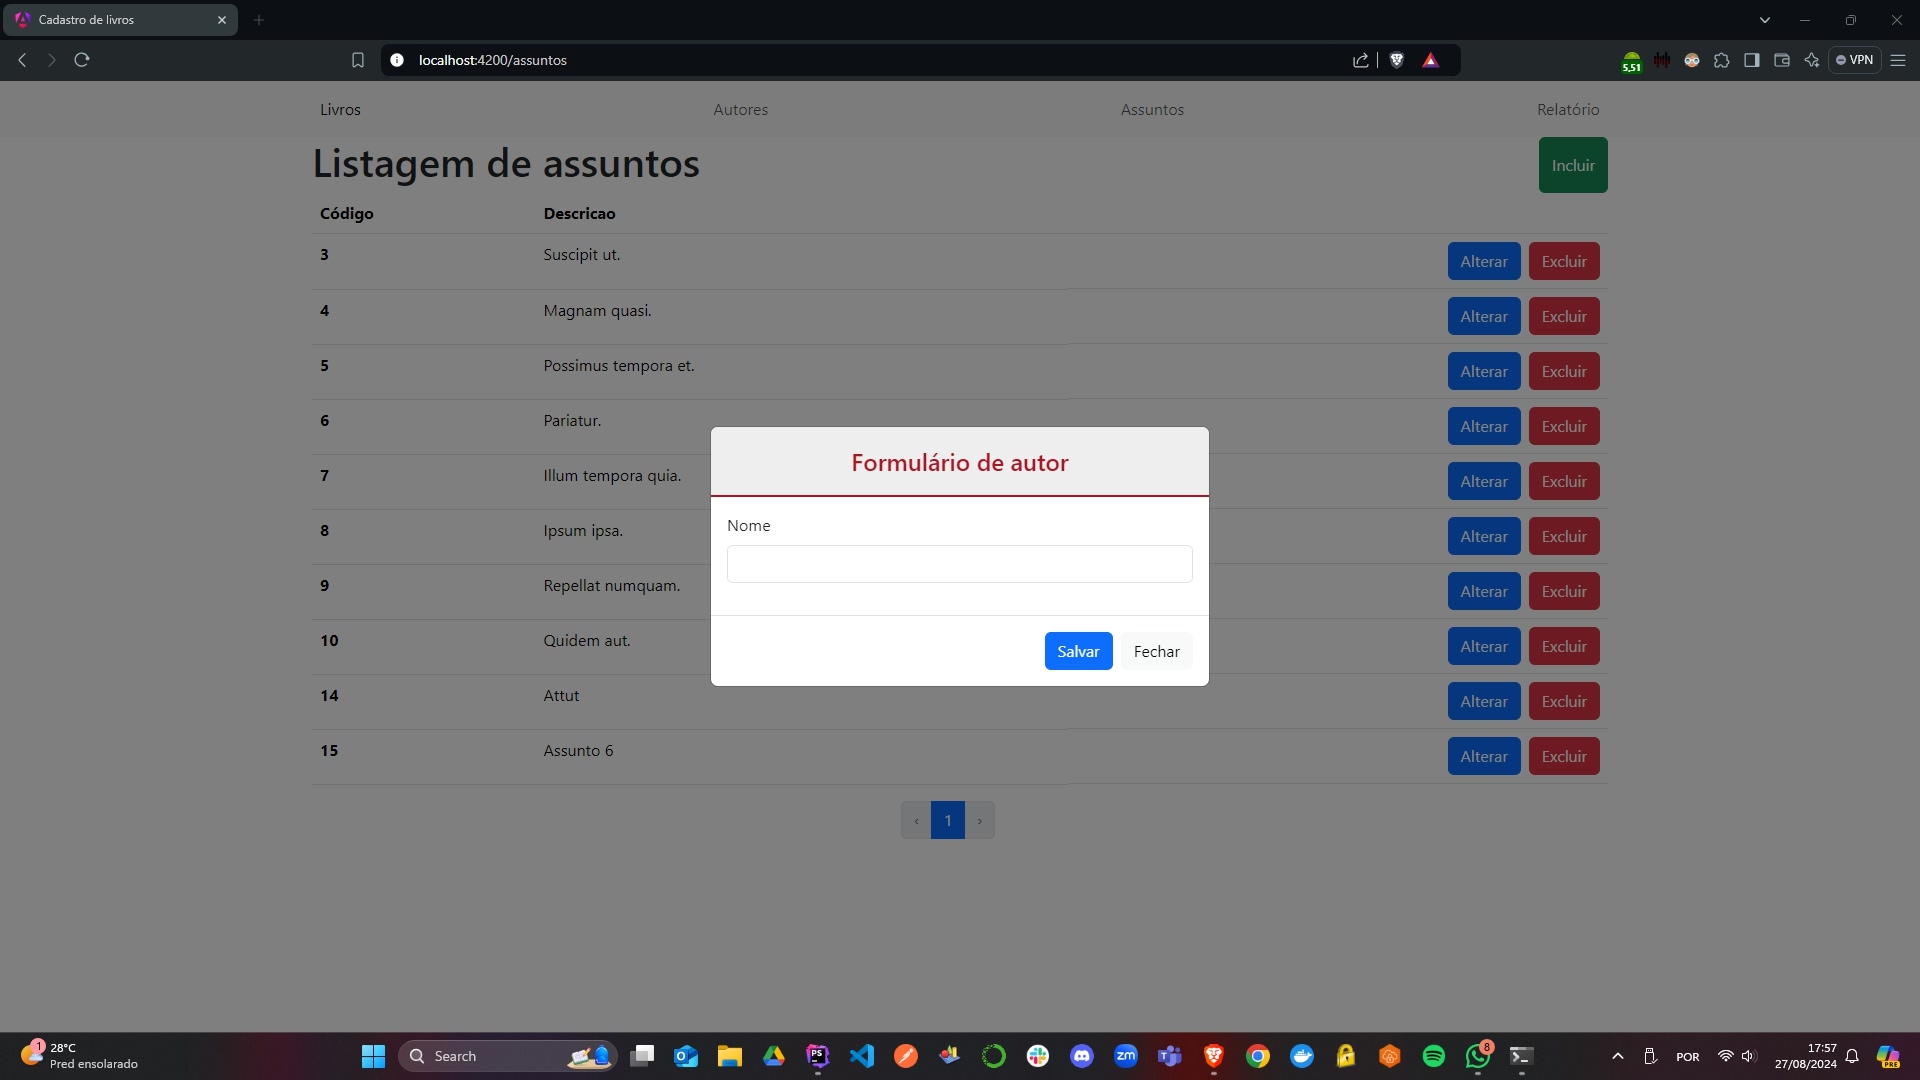 Cadastro de livros
localhost:4200/assuntos
5,51
VPN
Livros Autores Assuntos Relatório
Listagem de assuntos Incluir
Código Descricao
3 Suscipit ut. Alterar Excluir
4 Magnam quasi. Alterar Excluir
5 Possimus tempora et. Alterar Excluir
6 Pariatur. Alterar Excluir
7 Illum tempora quia. Alterar Excluir
8 Ipsum ipsa. Alterar Excluir
9 Repellat numquam. Alterar Excluir
10 Quidem aut. Alterar Excluir
14 Attut Alterar Excluir
15 Assunto 6 Alterar Excluir
Formulário de autor
Nome
Salvar Fechar
‹ 1 ›
1
28°C
Pred ensolarado
Search
PS
zm
8
POR
17:57
27/08/2024
PRE